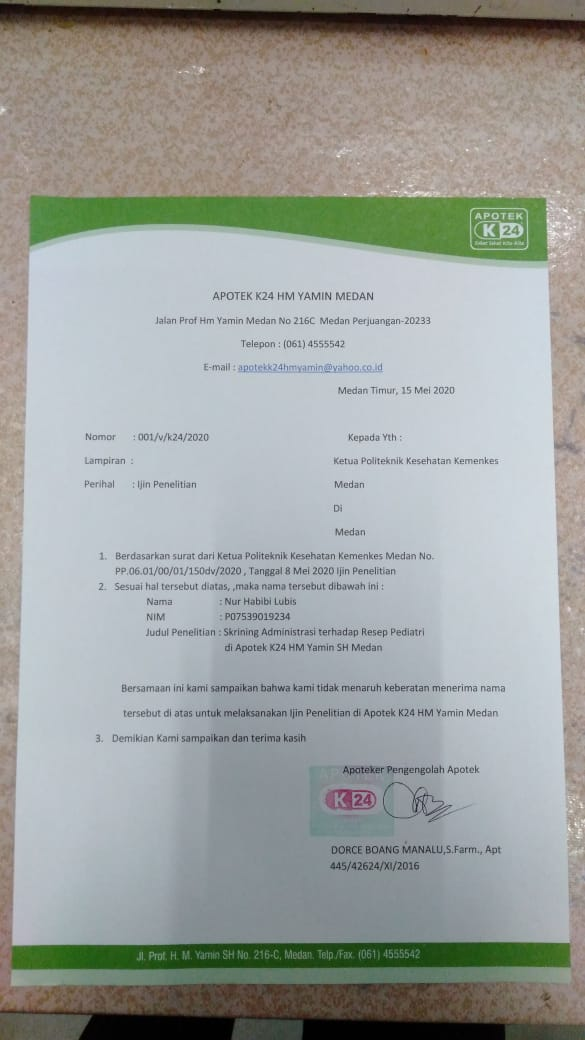 APOTEK
K 24
APOTEK K24 HM YAMIN MEDAN
Jalan Prof Hm Yamin Medan No 216C Medan Perjuangan-20233
Telepon : (061) 4555542
E-mail : apotekk24hmyamin@yahoo.co.id
Medan Timur, 15 Mei 2020
Nomor : 001/v/k24/2020
Kepada Yth :
Lampiran :
Ketua Politeknik Kesehatan Kemenkes
Perihal : Ijin Penelitian
Medan
Di
Medan
1. Berdasarkan surat dari Ketua Politeknik Kesehatan Kemenkes Medan No.
PP.06.01/00/01/150dv/2020 , Tanggal 8 Mei 2020 Ijin Penelitian
2. Sesuai hal tersebut diatas, ,maka nama tersebut dibawah ini :
Nama : Nur Habibi Lubis
NIM : P07539019234
Judul Penelitian : Skrining Administrasi terhadap Resep Pediatri
di Apotek K24 HM Yamin SH Medan
Bersamaan ini kami sampaikan bahwa kami tidak menaruh keberatan menerima nama
tersebut di atas untuk melaksanakan Ijin Penelitian di Apotek K24 HM Yamin Medan
3. Demikian Kami sampaikan dan terima kasih
Apoteker Pengengolah Apotek
APOTEK
K 24
DORCE BOANG MANALU,S.Farm., Apt
445/42624/XI/2016
Jl. Prof. H. M. Yamin SH No. 216-C, Medan. Telp./Fax. (061) 4555542